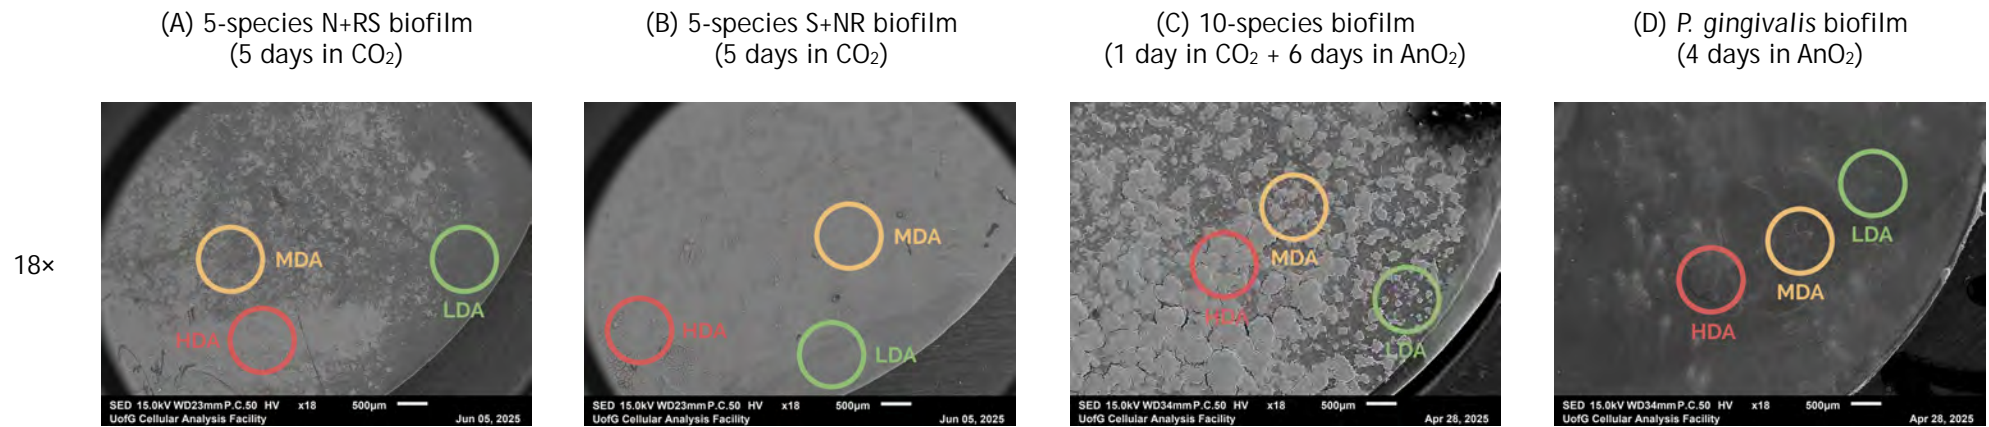 (A) 5-species N+RS biofilm
(5 days in CO₂)
(B) 5-species S+NR biofilm
(5 days in CO₂)
(C) 10-species biofilm
(1 day in CO₂ + 6 days in AnO₂)
(D) P. gingivalis biofilm
(4 days in AnO₂)
18×
MDA
LDA
HDA
SED 15.0kV WD23mm P.C.50 HV x18 500µm
UofG Cellular Analysis Facility Jun 05, 2025
MDA
HDA
LDA
SED 15.0kV WD23mm P.C.50 HV x18 500µm
UofG Cellular Analysis Facility Jun 05, 2025
MDA
HDA
LDA
SED 15.0kV WD34mm P.C.50 HV x18 500µm
UofG Cellular Analysis Facility Apr 28, 2025
LDA
MDA
HDA
SED 15.0kV WD34mm P.C.50 HV x18 500µm
UofG Cellular Analysis Facility Apr 28, 2025